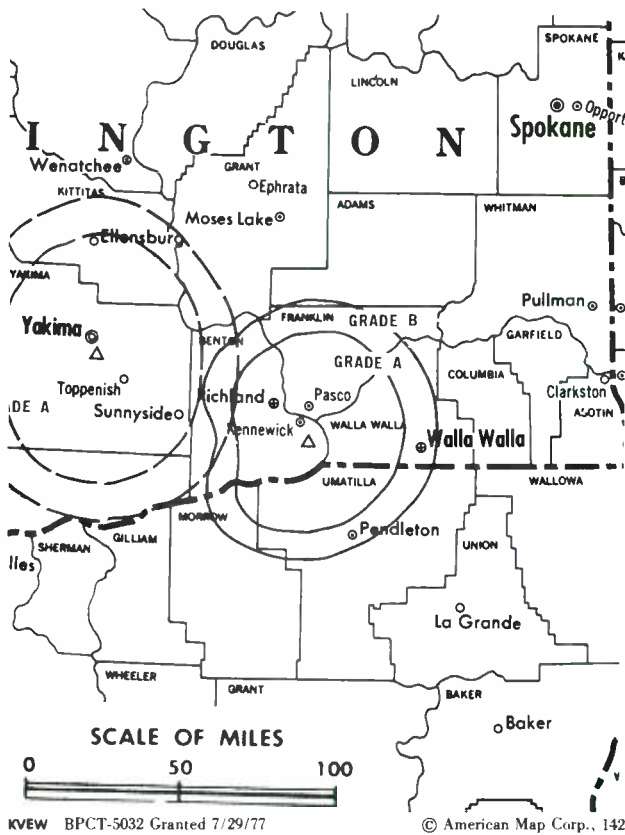 DOUGLAS
SPOKANE
LINCOLN
Spokane
INGTON
Wenatchee
GRANT
Ephrata
KITTITAS
Moses Lake
ADAMS
WHITMAN
Ellensburg
YAKIMA
Pullman
FRANKLIN
GRADE B
Yakima
BENTON
GARFIELD
GRADE A
COLUMBIA
Toppenish
Richland
Pasco
Clarkston
DE A
Sunnyside
Kennewick
WALLA WALLA
Walla Walla
ASOTIN
UMATILLA
WALLOWA
MORROW
Pendleton
SHERMAN
GILLIAM
UNION
lles
La Grande
WHEELER
GRANT
BAKER
Baker
SCALE OF MILES
0 50 100
KVEW BPCT-5032 Granted 7/29/77 © American Map Corp., 142